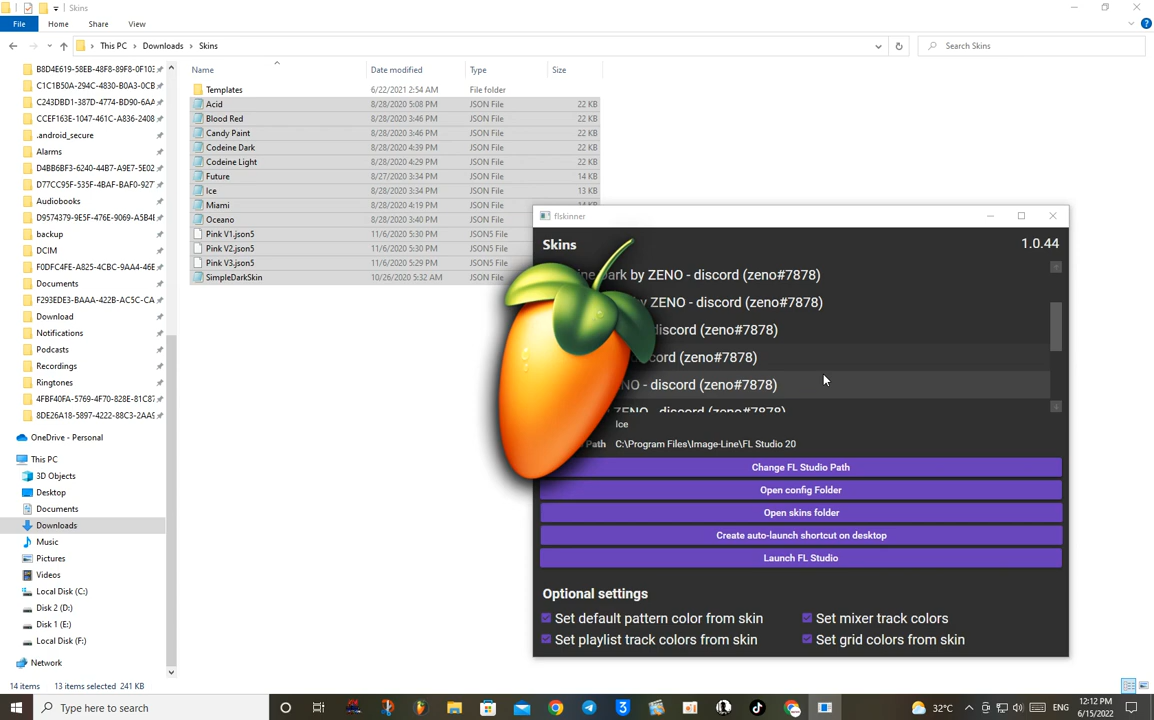 Skins
File Home Share View
This PC Downloads Skins
Search Skins
Name Date modified Type Size
B8D4E619-58EB-48F8-89F8-0F103
C1C1B50A-294C-4830-B0A3-0CB
C243DBD1-387D-4774-BD90-6AA
CCEF163E-1047-461C-A836-2408
.android_secure
Alarms
D4BB6BF3-6240-44B7-A9E7-5E02
D77CC95F-535F-4BAF-BAF0-927
Audiobooks
D9574379-9E5F-476E-9069-A5B4E
backup
DCIM
F0DFC4FE-A825-4CBC-9AA4-46E
Documents
F293EDE3-BAAA-422B-AC5C-CA
Download
Notifications
Podcasts
Recordings
Ringtones
4FBF40FA-5769-4F70-828E-81C87
8DE26A18-5897-4222-88C3-2AA9
OneDrive - Personal
This PC
3D Objects
Desktop
Documents
Downloads
Music
Pictures
Videos
Local Disk (C:)
Disk 2 (D:)
Disk 1 (E:)
Local Disk (F:)
Network
Templates 6/22/2021 2:54 AM File folder
Acid 8/28/2020 5:08 PM JSON File 22 KB
Blood Red 8/28/2020 3:46 PM JSON File 22 KB
Candy Paint 8/28/2020 3:46 PM JSON File 22 KB
Codeine Dark 8/28/2020 4:39 PM JSON File 22 KB
Codeine Light 8/28/2020 4:29 PM JSON File 22 KB
Future 8/27/2020 3:34 PM JSON File 14 KB
Ice 8/28/2020 3:34 PM JSON File 13 KB
Miami 8/28/2020 4:19 PM JSON File
Oceano 8/28/2020 3:40 PM JSON File
Pink V1.json5 11/6/2020 5:30 PM JSON5 File
Pink V2.json5 11/6/2020 5:30 PM JSON5 File
Pink V3.json5 11/6/2020 5:29 PM JSON5 File
SimpleDarkSkin 10/26/2020 5:32 AM JSON File
flskinner
Skins 1.0.44
Dark by ZENO - discord (zeno#7878)
by ZENO - discord (zeno#7878)
discord (zeno#7878)
cord (zeno#7878)
NO - discord (zeno#7878)
ZENO - discord (zeno#7878)
Ice
Path C:\Program Files\Image-Line\FL Studio 20
Change FL Studio Path
Open config Folder
Open skins folder
Create auto-launch shortcut on desktop
Launch FL Studio
Optional settings
Set default pattern color from skin Set mixer track colors
Set playlist track colors from skin Set grid colors from skin
14 items 13 items selected 241 KB
Type here to search
32°C ENG
12:12 PM
6/15/2022